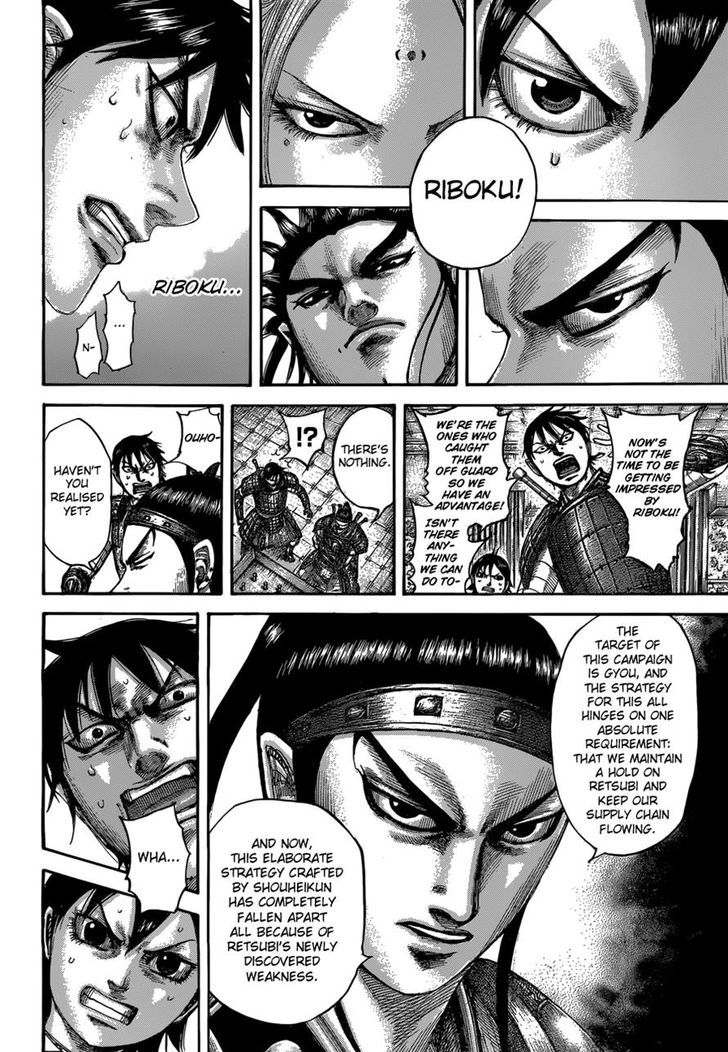 RIBOKU!
RIBOKU...
...
N-
NOW'S
NOT THE
TIME TO BE
GETTING
IMPRESSED
BY
RIBOKU!
WE'RE THE
ONES WHO
CAUGHT
THEM
OFF GUARD
SO WE
HAVE AN
ADVANTAGE!
ISN'T
THERE
ANY-
THING
WE CAN
DO TO-
THERE'S
NOTHING.
!?
OUHO-
HAVEN'T
YOU
REALISED
YET?
THE
TARGET OF
THIS CAMPAIGN
IS GYOU, AND
THE STRATEGY
FOR THIS ALL
HINGES ON ONE
ABSOLUTE
REQUIREMENT:
THAT WE MAINTAIN
A HOLD ON
RETSUBI AND
KEEP OUR
SUPPLY CHAIN
FLOWING.
AND NOW,
THIS ELABORATE
STRATEGY CRAFTED
BY SHOUHEIKUN
HAS COMPLETELY
FALLEN APART
ALL BECAUSE OF
RETSUBI'S NEWLY
DISCOVERED
WEAKNESS.
WHA...